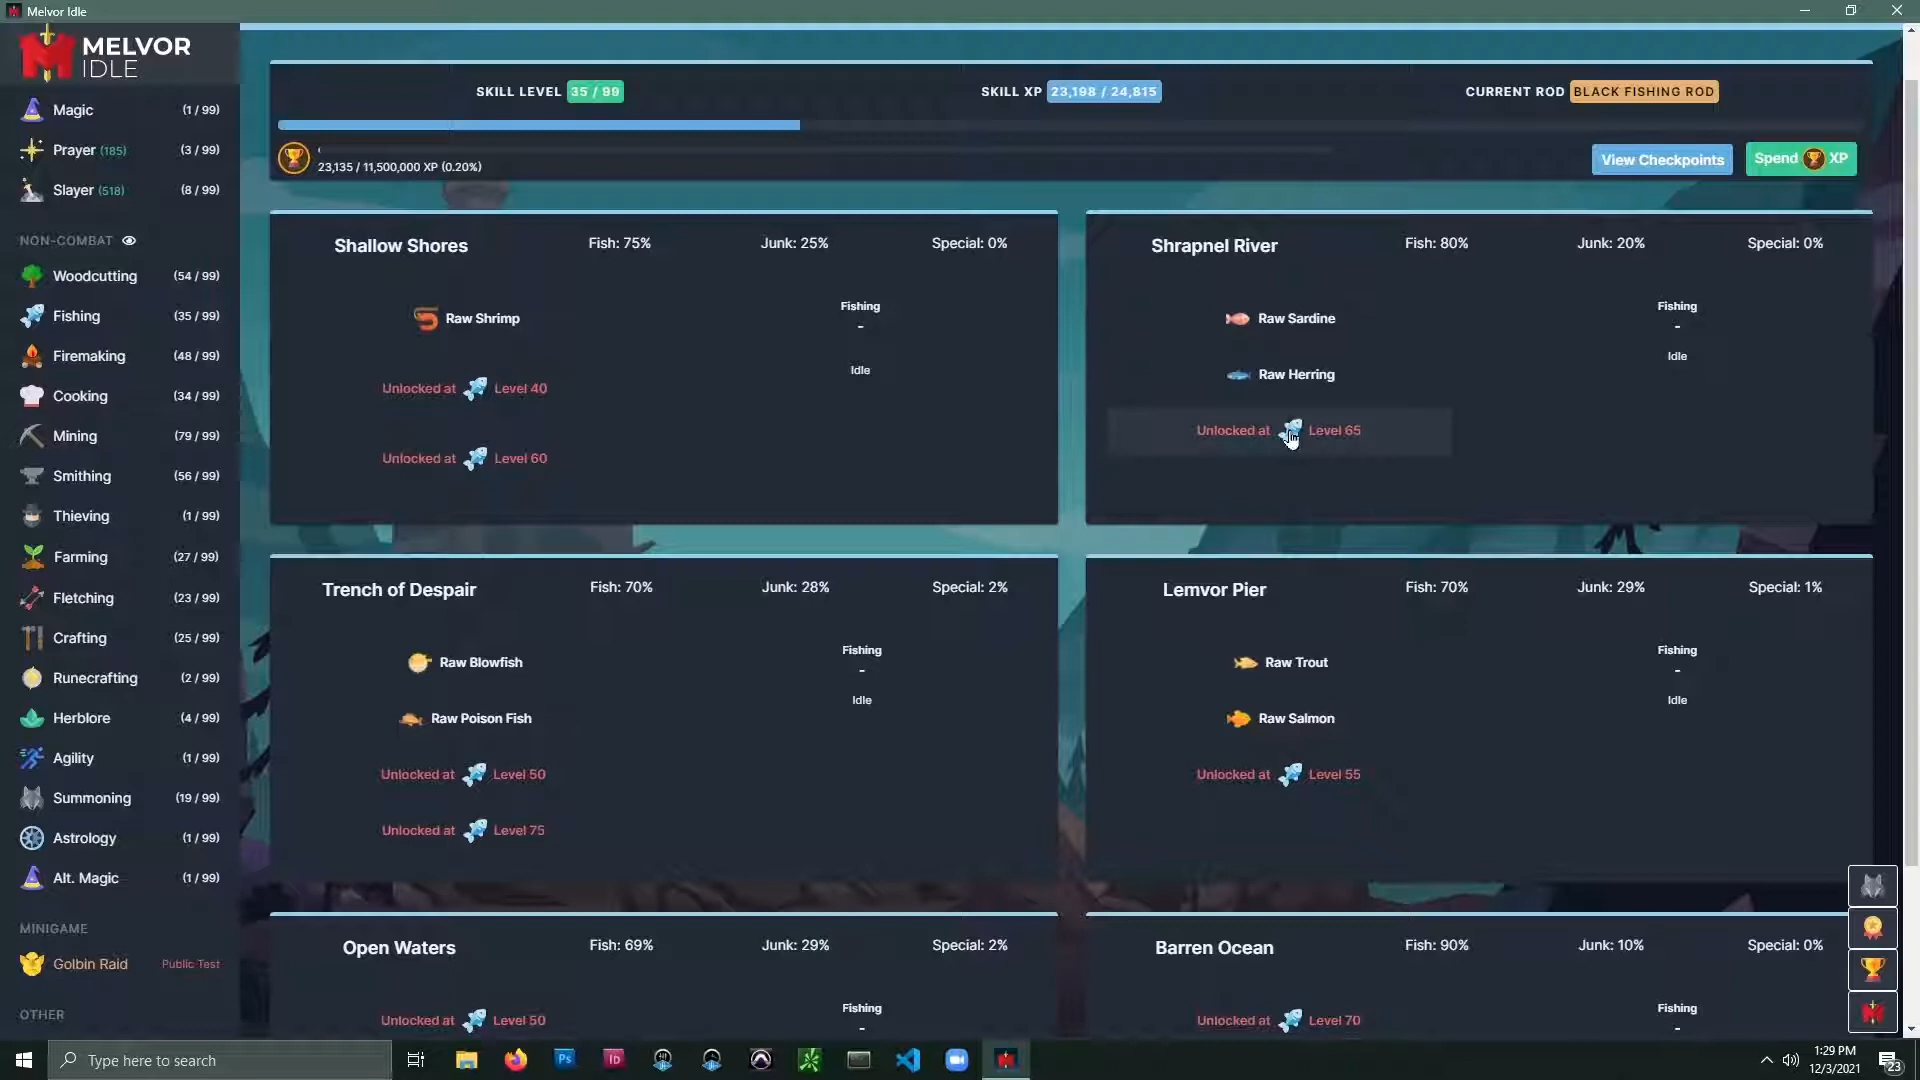 Melvor Idle
MELVOR
IDLE
Magic (1 / 99)
Prayer (185) (3 / 99)
Slayer (518) (8 / 99)
NON-COMBAT
Woodcutting (54 / 99)
Fishing (35 / 99)
Firemaking (48 / 99)
Cooking (34 / 99)
Mining (79 / 99)
Smithing (56 / 99)
Thieving (1 / 99)
Farming (27 / 99)
Fletching (23 / 99)
Crafting (25 / 99)
Runecrafting (2 / 99)
Herblore (4 / 99)
Agility (1 / 99)
Summoning (19 / 99)
Astrology (1 / 99)
Alt. Magic (1 / 99)
MINIGAME
Golbin Raid Public Test
OTHER
SKILL LEVEL 35 / 99
SKILL XP 23,198 / 24,815
CURRENT ROD BLACK FISHING ROD
23,135 / 11,500,000 XP (0.20%)
View Checkpoints
Spend XP
Shallow Shores Fish: 75% Junk: 25% Special: 0%
Raw Shrimp
Unlocked at Level 40
Unlocked at Level 60
Fishing
-
Idle
Shrapnel River Fish: 80% Junk: 20% Special: 0%
Raw Sardine
Raw Herring
Unlocked at Level 65
Fishing
-
Idle
Trench of Despair Fish: 70% Junk: 28% Special: 2%
Raw Blowfish
Raw Poison Fish
Unlocked at Level 50
Unlocked at Level 75
Fishing
-
Idle
Lemvor Pier Fish: 70% Junk: 29% Special: 1%
Raw Trout
Raw Salmon
Unlocked at Level 55
Fishing
-
Idle
Open Waters Fish: 69% Junk: 29% Special: 2%
Unlocked at Level 50
Fishing
-
Barren Ocean Fish: 90% Junk: 10% Special: 0%
Unlocked at Level 70
Fishing
-
Type here to search
Ps
Id
1:29 PM
12/3/2021
23